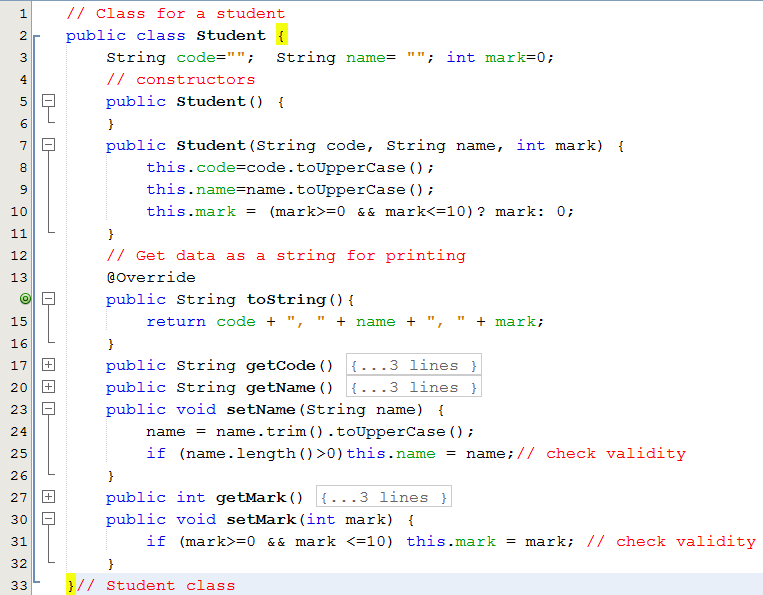 1 // Class for a student
2 public class Student {
3 String code="";  String name= ""; int mark=0;
4 // constructors
5 public Student() {
6 }
7 public Student(String code, String name, int mark) {
8 this.code=code.toUpperCase();
9 this.name=name.toUpperCase();
10 this.mark = (mark>=0 && mark<=10)? mark: 0;
11 }
12 // Get data as a string for printing
13 @Override
public String toString(){
15 return code + ", " + name + ", " + mark;
16 }
17 public String getCode() {...3 lines }
20 public String getName() {...3 lines }
23 public void setName(String name) {
24 name = name.trim().toUpperCase();
25 if (name.length()>0)this.name = name;// check validity
26 }
27 public int getMark() {...3 lines }
30 public void setMark(int mark) {
31 if (mark>=0 && mark <=10) this.mark = mark; // check validity
32 }
33 }// Student class